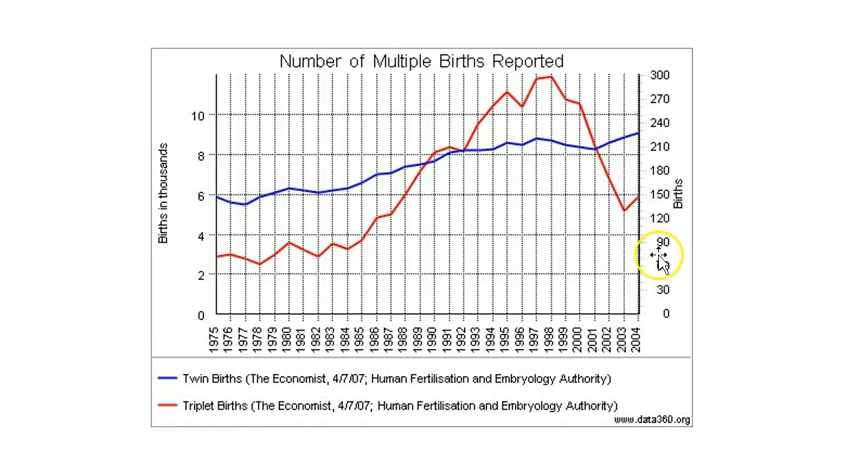 Number of Multiple Births Reported
Births in thousands
10
8
6
4
2
0
300
270
240
210
180
150
120
90
30
0
Births
1975 1976 1977 1978 1979 1980 1981 1982 1983 1984 1985 1986 1987 1988 1989 1990 1991 1992 1993 1994 1995 1996 1997 1998 1999 2000 2001 2002 2003 2004
Twin Births (The Economist, 4/7/07; Human Fertilisation and Embryology Authority)
Triplet Births (The Economist, 4/7/07; Human Fertilisation and Embryology Authority)
www.data360.org